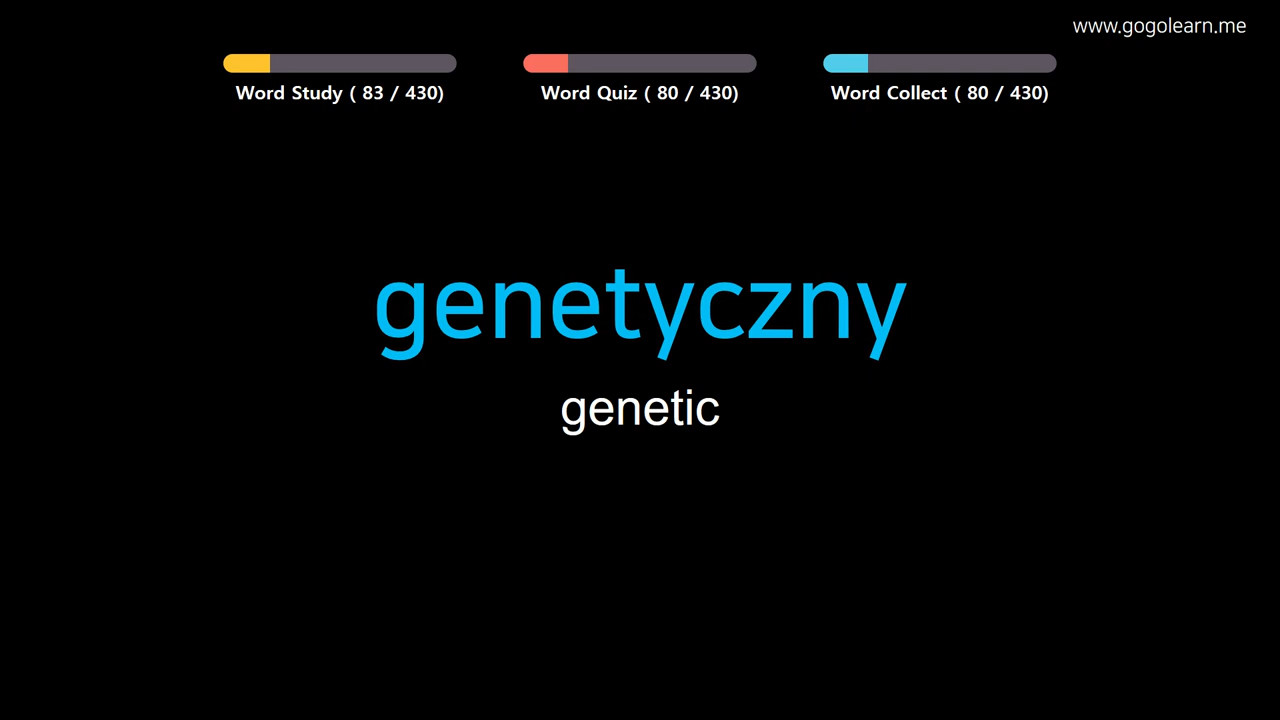 www.gogolearn.me
Word Study ( 83 / 430)
Word Quiz ( 80 / 430)
Word Collect ( 80 / 430)
genetyczny
genetic